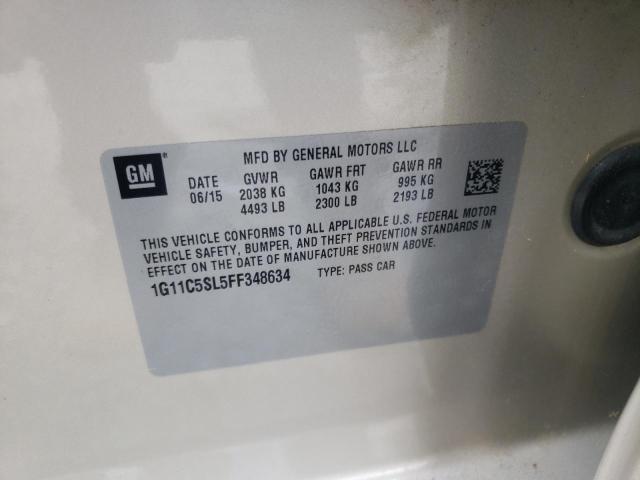 GM
MFD BY GENERAL MOTORS LLC
DATE GVWR GAWR FRT GAWR RR
06/15 2038 KG 1043 KG 995 KG
4493 LB 2300 LB 2193 LB
THIS VEHICLE CONFORMS TO ALL APPLICABLE U.S. FEDERAL MOTOR
VEHICLE SAFETY, BUMPER, AND THEFT PREVENTION STANDARDS IN
EFFECT ON THE DATE OF MANUFACTURE SHOWN ABOVE.
1G11C5SL5FF348634 TYPE: PASS CAR